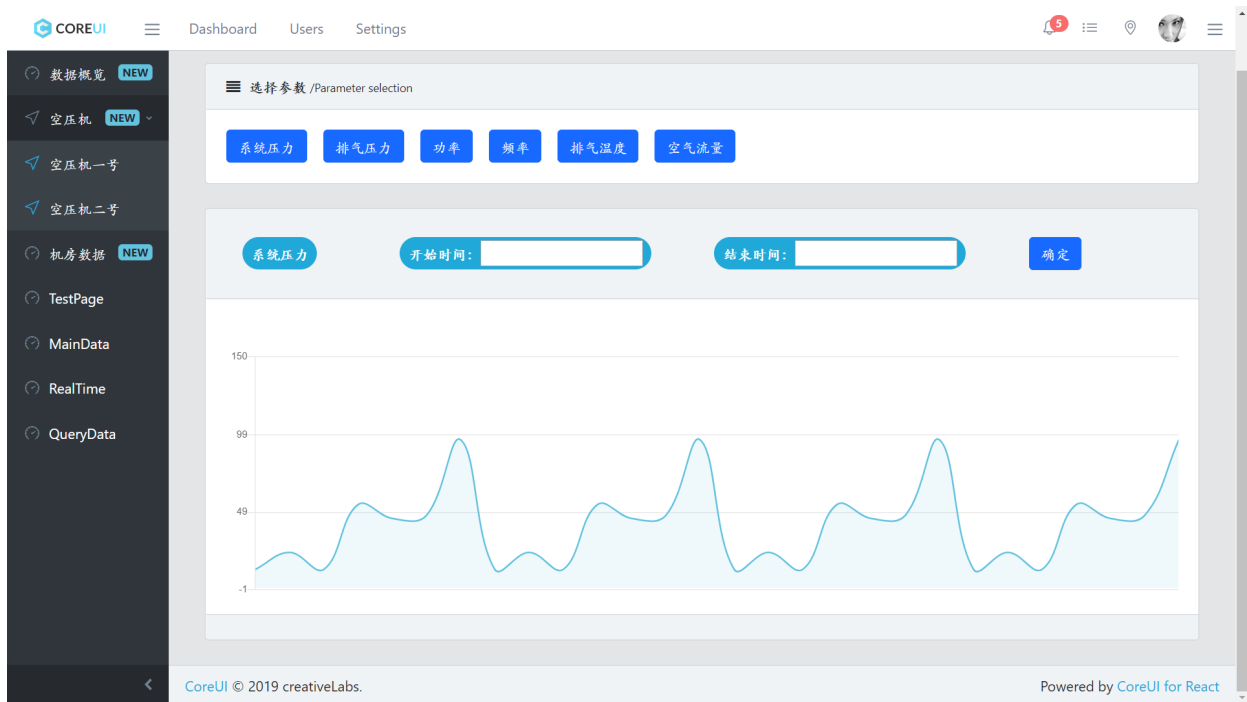 COREUI Dashboard Users Settings 5
数据概览 NEW
空压机 NEW
空压机一号
空压机二号
机房数据 NEW
TestPage
MainData
RealTime
QueryData
选择参数 /Parameter selection
系统压力 排气压力 功率 频率 排气温度 空气流量
系统压力 开始时间: 结束时间: 确定
150
99
49
-1
CoreUI © 2019 creativeLabs. Powered by CoreUI for React